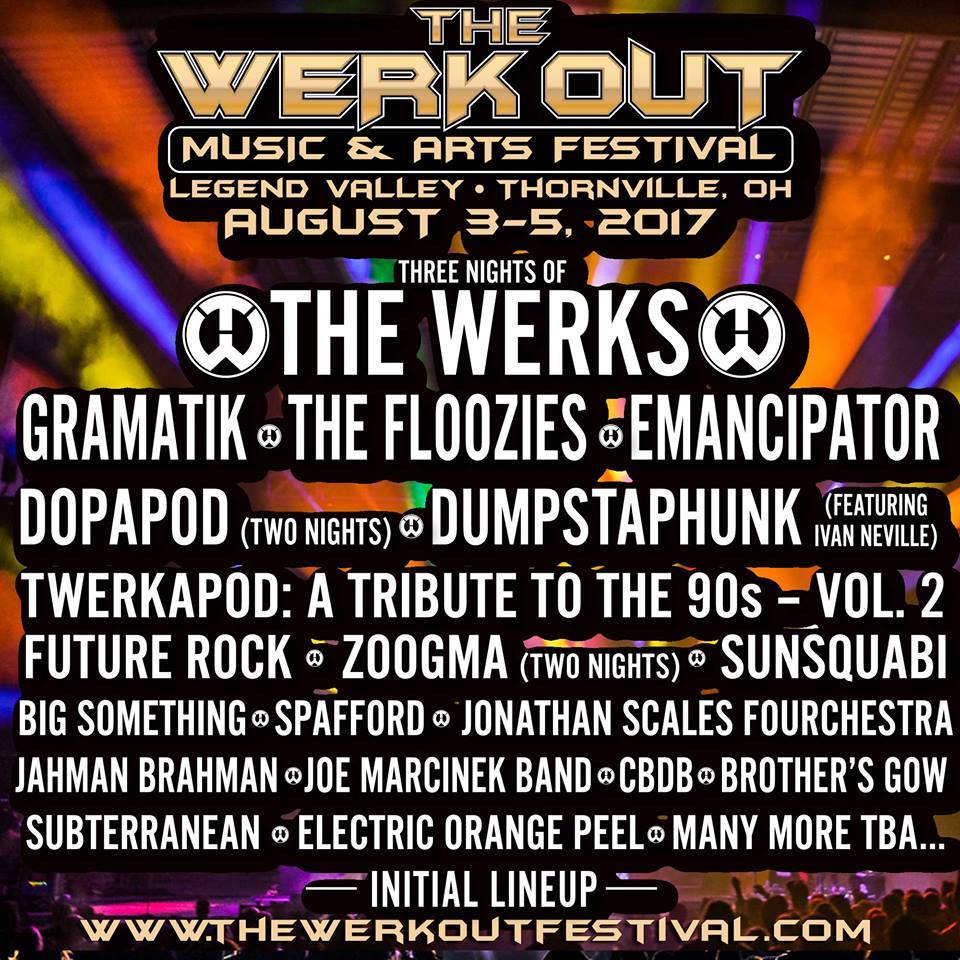 THE
WERK OUT
MUSIC & ARTS FESTIVAL
LEGEND VALLEY • THORNVILLE, OH
AUGUST 3-5, 2017
THREE NIGHTS OF
THE WERKS
GRAMATIK THE FLOOZIES EMANCIPATOR
DOPAPOD (TWO NIGHTS) DUMPSTAPHUNK (FEATURING IVAN NEVILLE)
TWERKAPOD: A TRIBUTE TO THE 90s – VOL. 2
FUTURE ROCK ZOOGMA (TWO NIGHTS) SUNSQUABI
BIG SOMETHING SPAFFORD JONATHAN SCALES FOURCHESTRA
JAHMAN BRAHMAN JOE MARCINEK BAND CBDB BROTHER'S GOW
SUBTERRANEAN ELECTRIC ORANGE PEEL MANY MORE TBA...
— INITIAL LINEUP —
WWW.THEWERKOUTFESTIVAL.COM